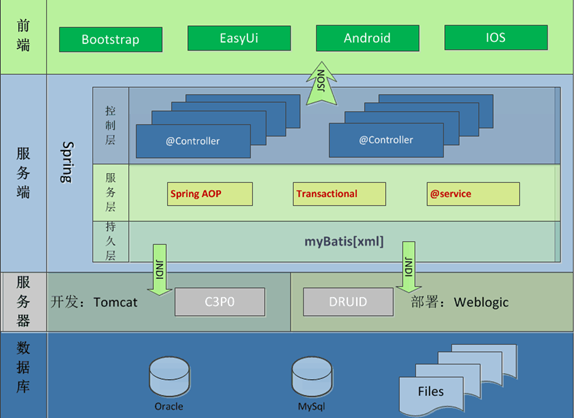 前端
Bootstrap
EasyUi
Android
IOS
JSON
服务端
Spring
控制层
@Controller
@Controller
服务层
Spring AOP
Transactional
@service
持久层
myBatis[xml]
JNDI
JNDI
服务器
开发：Tomcat
C3P0
DRUID
部署：Weblogic
数据库
Oracle
MySql
Files